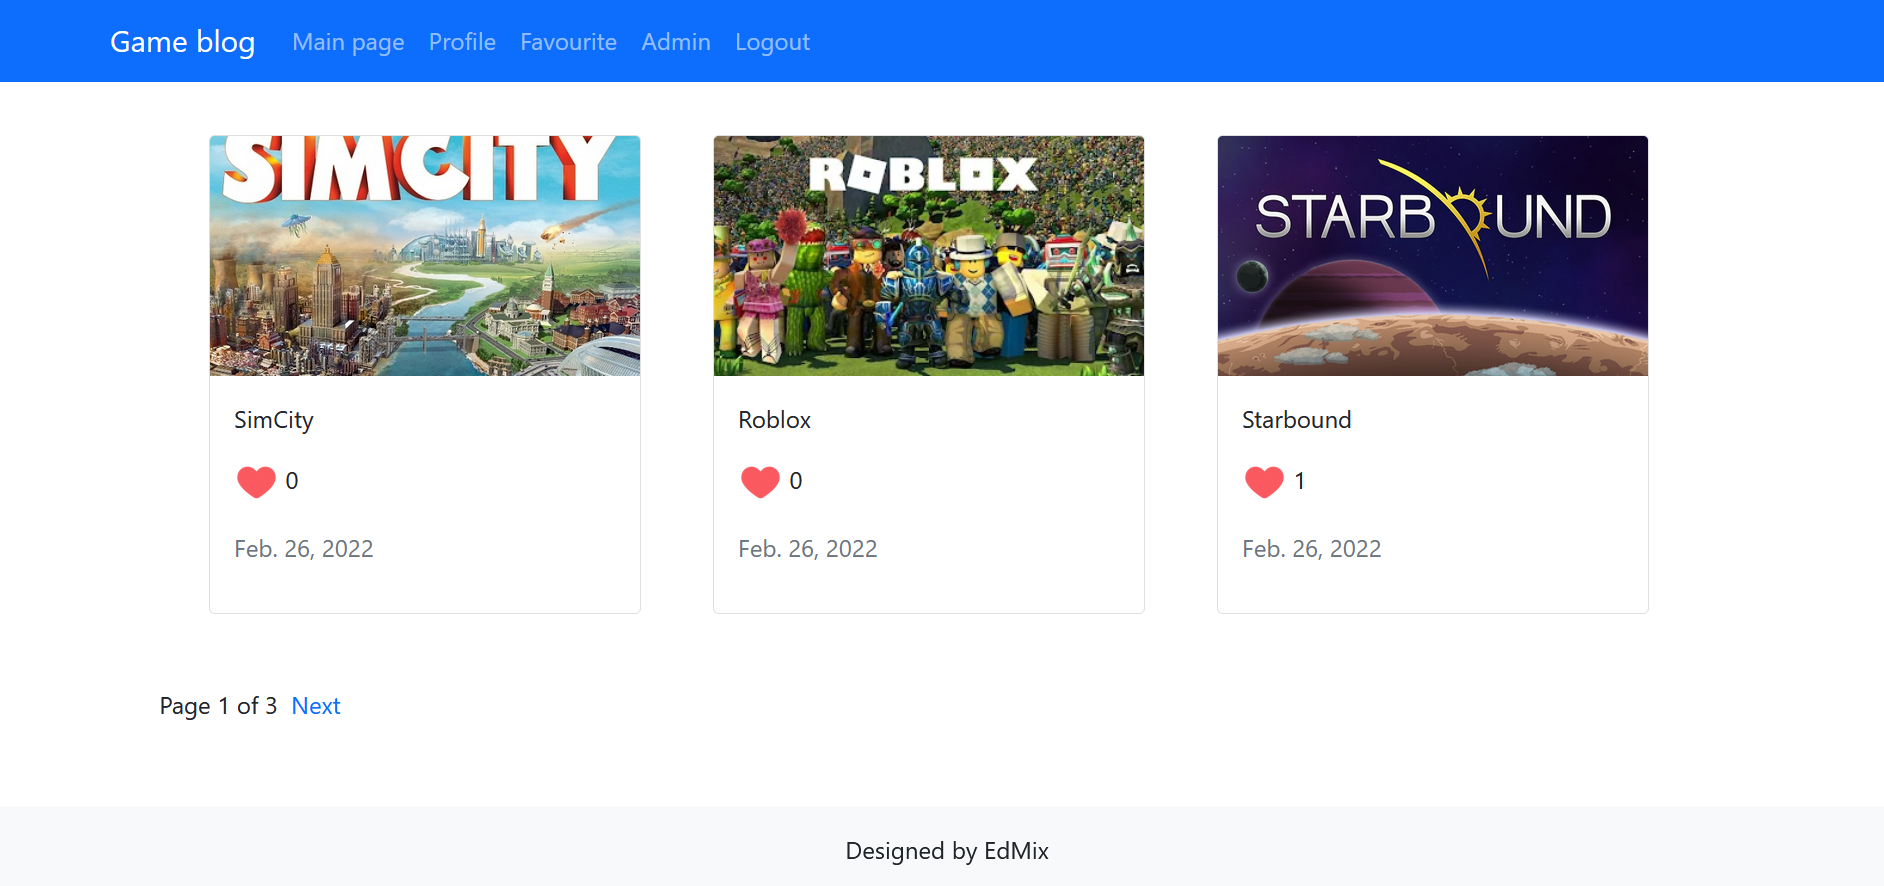 Game blog Main page Profile Favourite Admin Logout
SIMCITY
ROBLOX
STARBOUND
SimCity
0
Feb. 26, 2022
Roblox
0
Feb. 26, 2022
Starbound
1
Feb. 26, 2022
Page 1 of 3 Next
Designed by EdMix